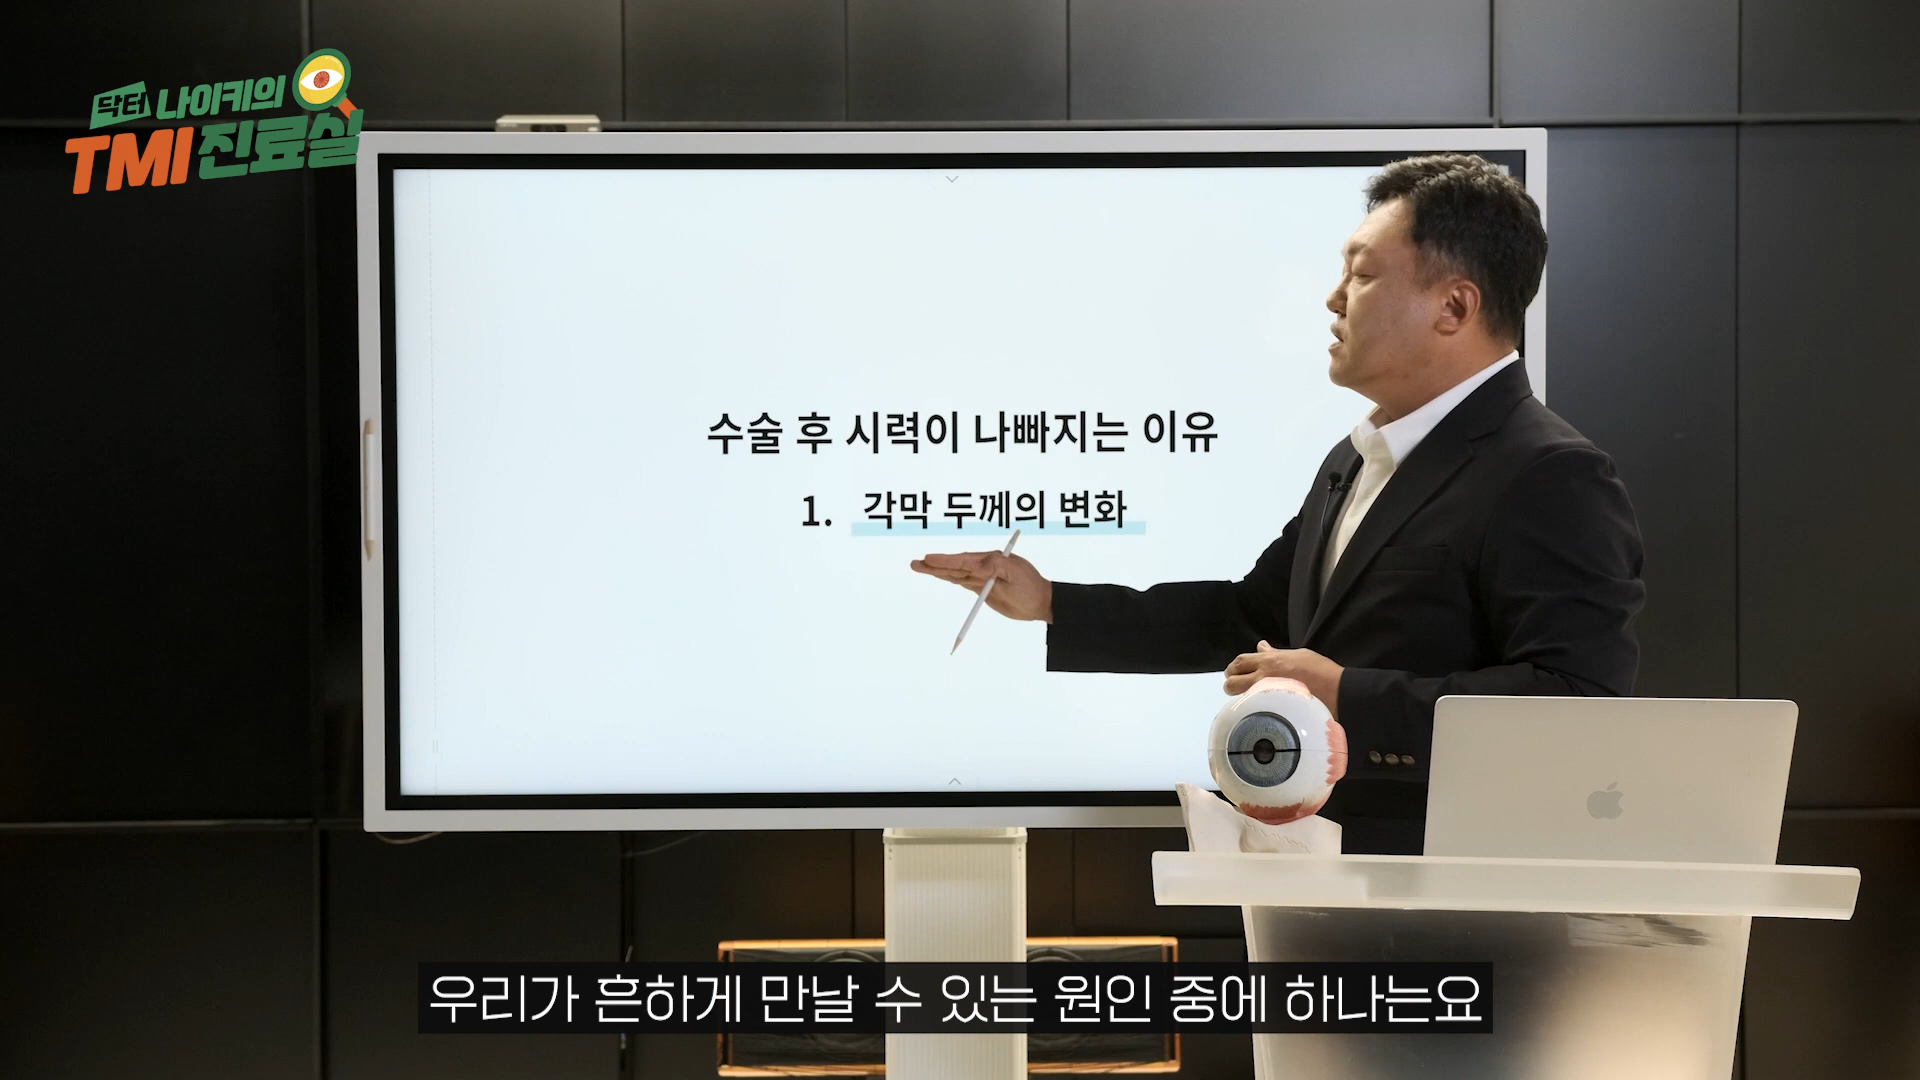 닥터 나이키의
TMI 진료실
수술 후 시력이 나빠지는 이유
1. 각막 두께의 변화
우리가 흔하게 만날 수 있는 원인 중에 하나는요